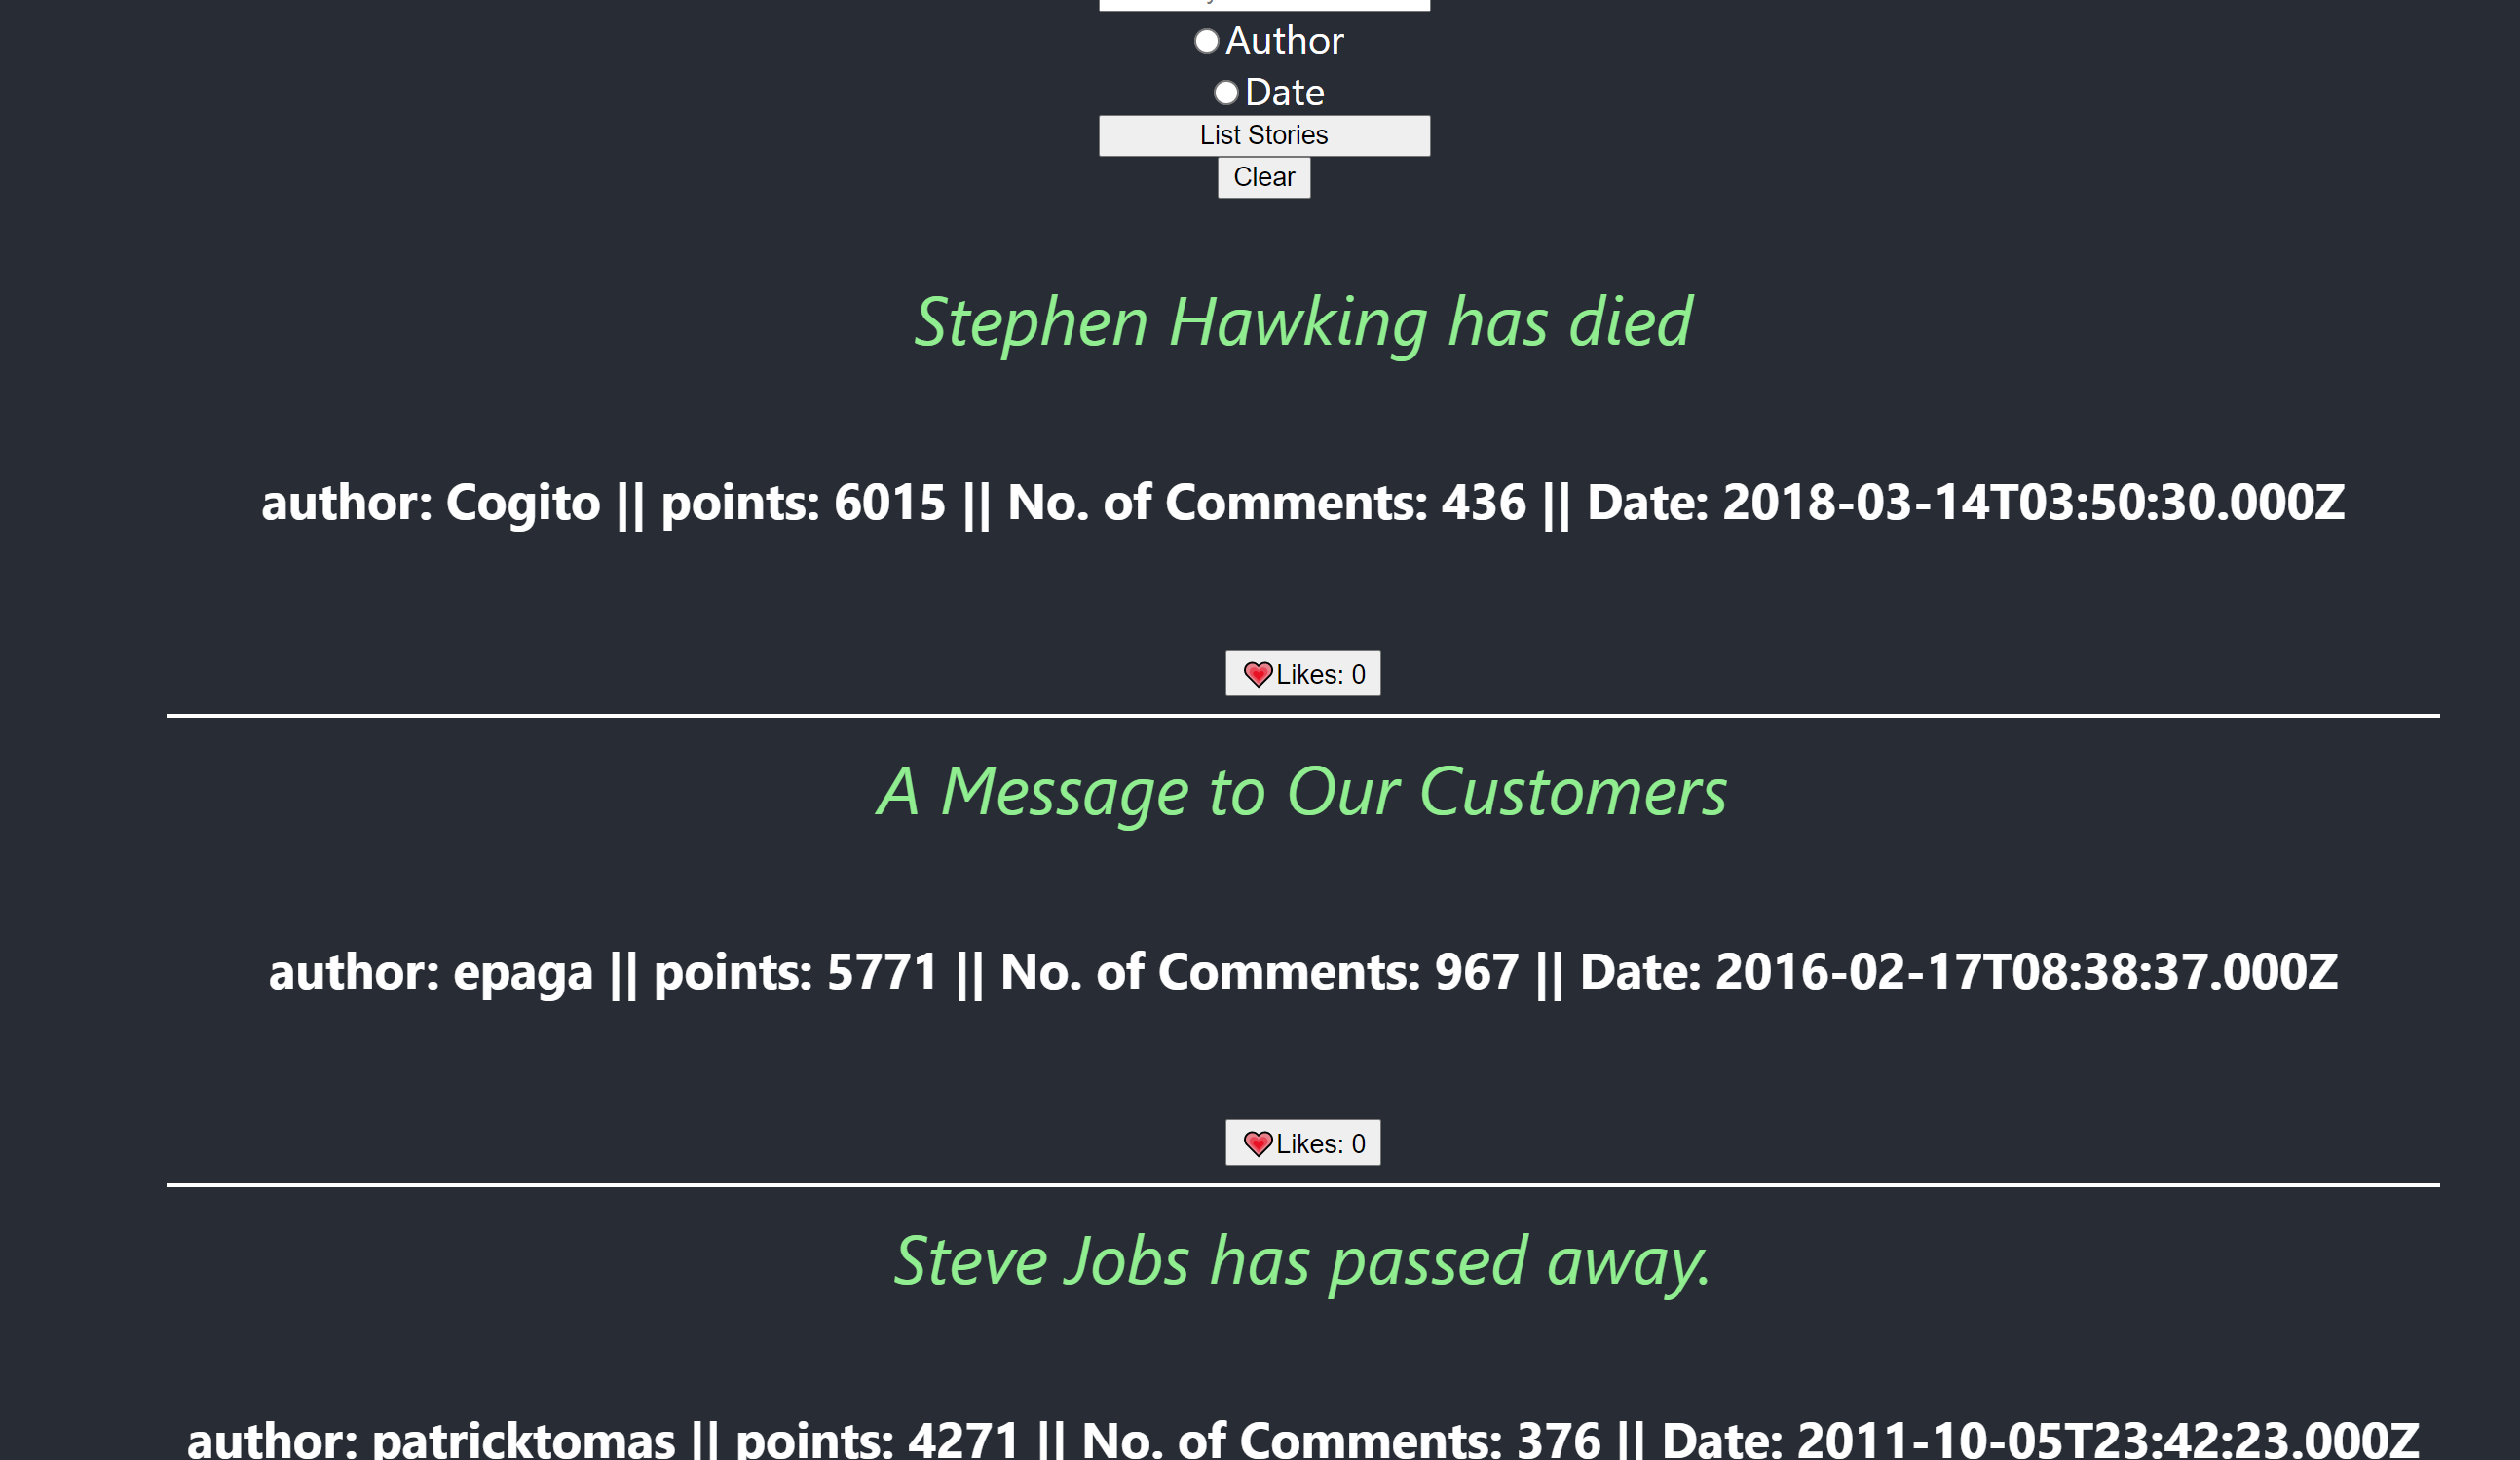 Author
Date
List Stories
Clear
Stephen Hawking has died
author: Cogito || points: 6015 || No. of Comments: 436 || Date: 2018-03-14T03:50:30.000Z
Likes: 0
A Message to Our Customers
author: epaga || points: 5771 || No. of Comments: 967 || Date: 2016-02-17T08:38:37.000Z
Likes: 0
Steve Jobs has passed away.
author: patricktomas || points: 4271 || No. of Comments: 376 || Date: 2011-10-05T23:42:23.000Z